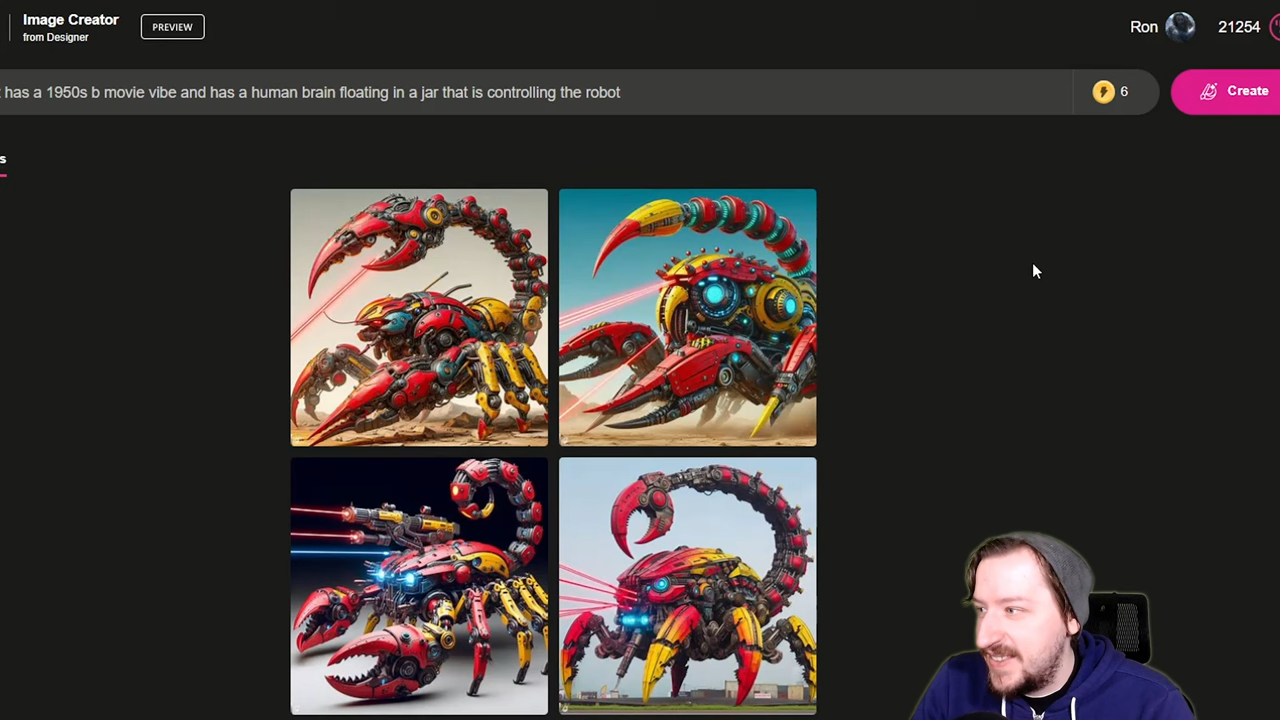 Image Creator
from Designer
PREVIEW
Ron
21254
has a 1950s b movie vibe and has a human brain floating in a jar that is controlling the robot
6
Create
s